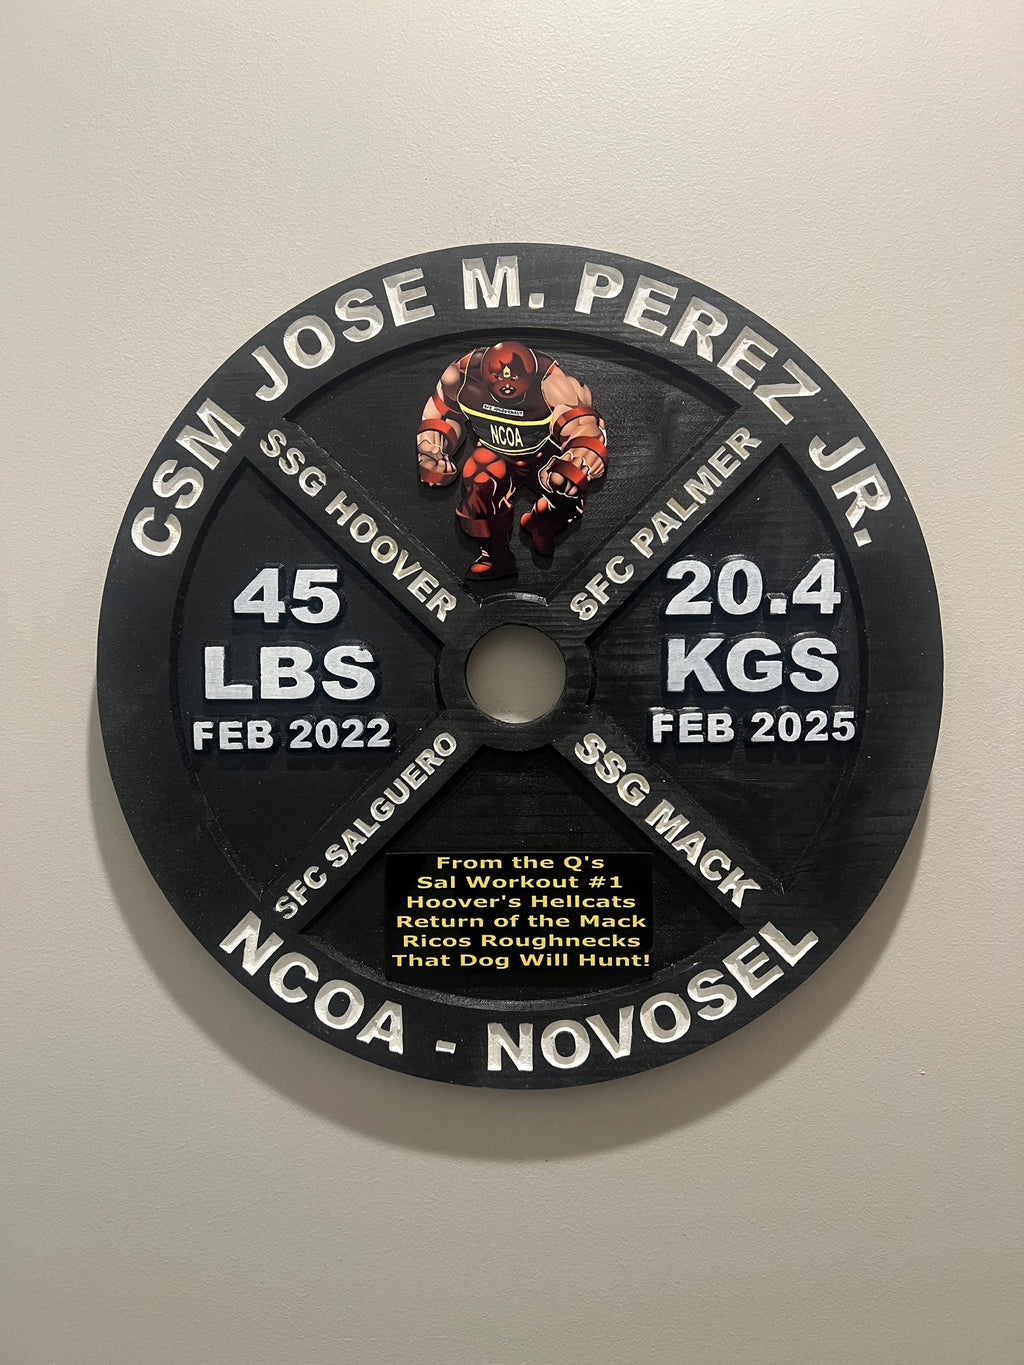 CSM JOSE M. PEREZ JR.
NCOA
SSG HOOVER
SFC PALMER
45
LBS
FEB 2022
20.4
KGS
FEB 2025
SFC SALGUERO
SSG MACK
From the Q's
Sal Workout #1
Hoover's Hellcats
Return of the Mack
Ricos Roughnecks
That Dog Will Hunt!
NCOA - NOVOSEL